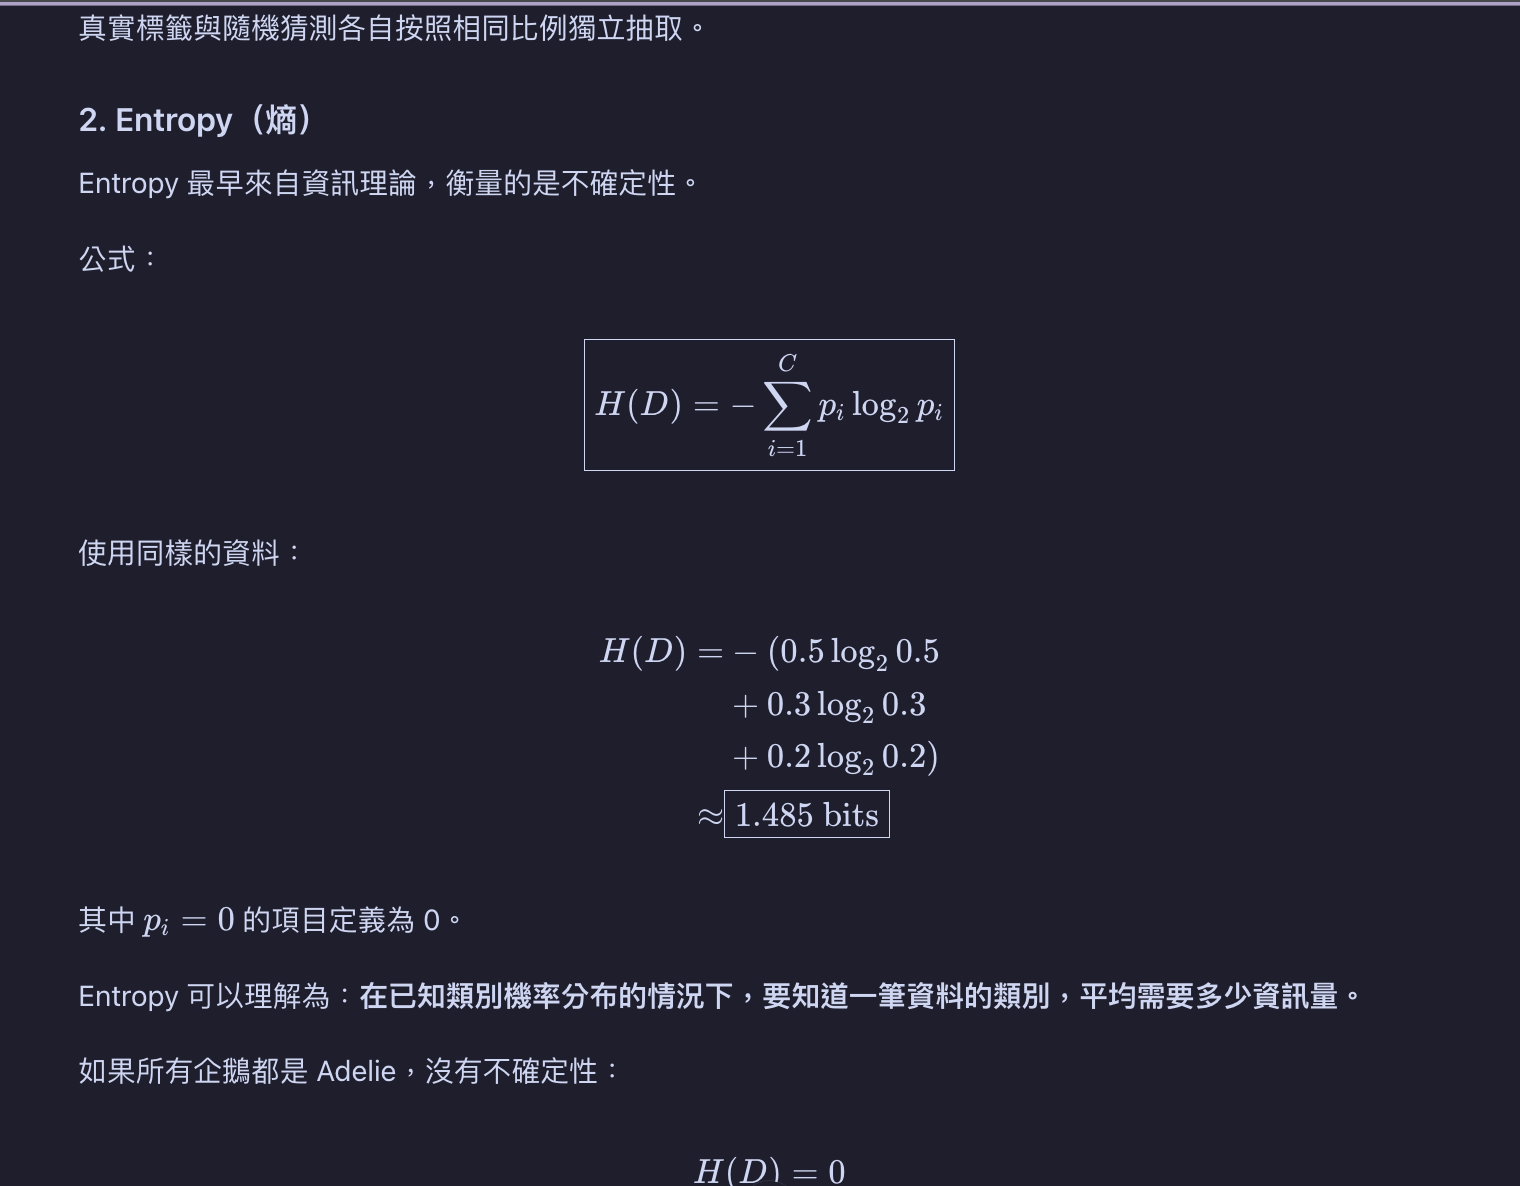 真實標籤與隨機猜測各自按照相同比例獨立抽取。
2. Entropy（熵）
Entropy 最早來自資訊理論，衡量的是不確定性。
公式：
H(D) = − ∑_{i=1}^{C} p_i log_2 p_i
使用同樣的資料：
H(D) = − (0.5 log_2 0.5
+ 0.3 log_2 0.3
+ 0.2 log_2 0.2)
≈ 1.485 bits
其中 p_i = 0 的項目定義為 0。
Entropy 可以理解為：在已知類別機率分布的情況下，要知道一筆資料的類別，平均需要多少資訊量。
如果所有企鵝都是 Adelie，沒有不確定性：
H(D) = 0